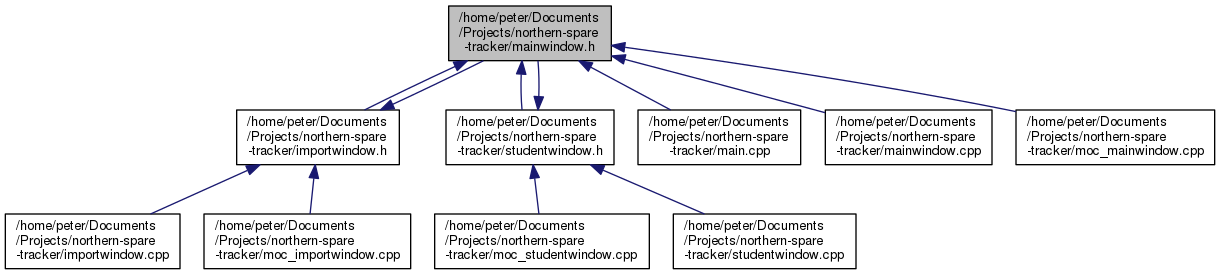 /home/peter/Documents
/Projects/northern-spare
-tracker/mainwindow.h
/home/peter/Documents
/Projects/northern-spare
-tracker/importwindow.h
/home/peter/Documents
/Projects/northern-spare
-tracker/studentwindow.h
/home/peter/Documents
/Projects/northern-spare
-tracker/main.cpp
/home/peter/Documents
/Projects/northern-spare
-tracker/mainwindow.cpp
/home/peter/Documents
/Projects/northern-spare
-tracker/moc_mainwindow.cpp
/home/peter/Documents
/Projects/northern-spare
-tracker/importwindow.cpp
/home/peter/Documents
/Projects/northern-spare
-tracker/moc_importwindow.cpp
/home/peter/Documents
/Projects/northern-spare
-tracker/moc_studentwindow.cpp
/home/peter/Documents
/Projects/northern-spare
-tracker/studentwindow.cpp